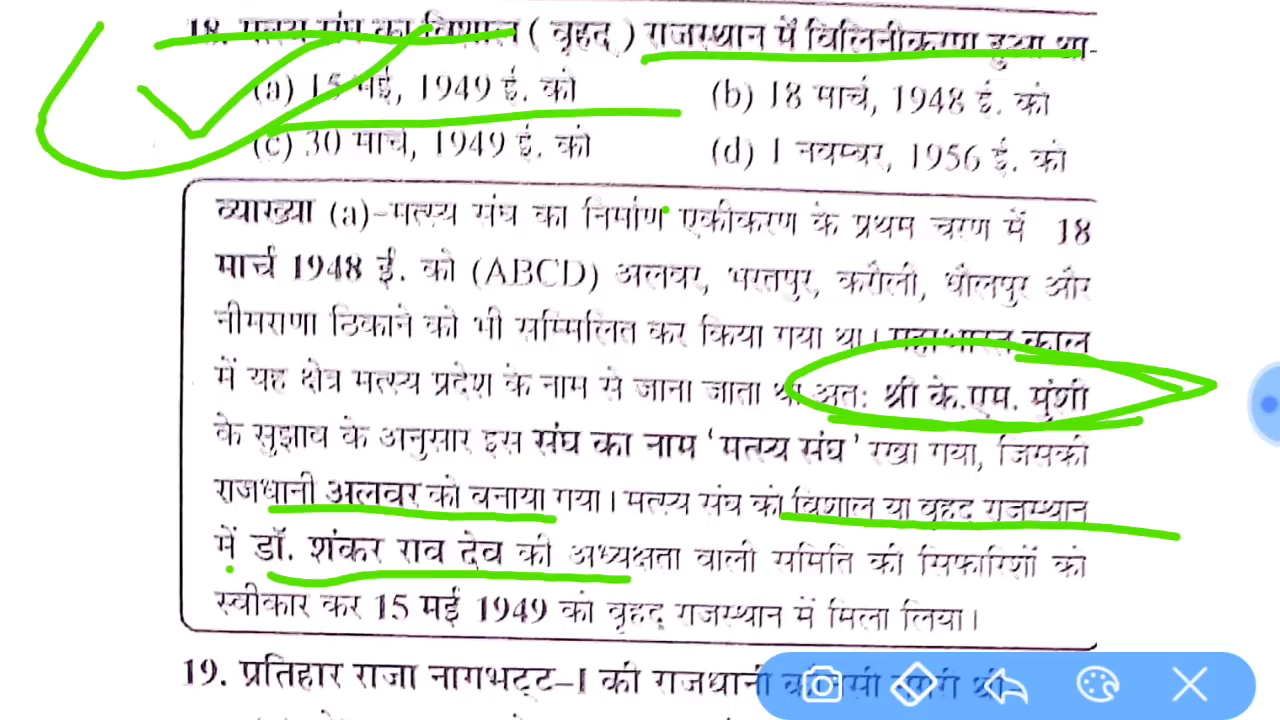 18. मत्स्य संघ का विशाल ( वृहद ) राजस्थान में विलिनीकरण हुआ था-
(a) 15 मई, 1949 ई. को (b) 18 मार्च, 1948 ई. को
(c) 30 मार्च, 1949 ई. को (d) 1 नवम्बर, 1956 ई. को
व्याख्या (a)-मत्स्य संघ का निर्माण एकीकरण के प्रथम चरण में 18
मार्च 1948 ई. को (ABCD) अलवर, भरतपुर, करौली, धौलपुर और
नीमराणा ठिकाने को भी सम्मिलित कर किया गया था। महाभारत काल
में यह क्षेत्र मत्स्य प्रदेश के नाम से जाना जाता था अतः श्री के.एम. मुंशी
के सुझाव के अनुसार इस संघ का नाम 'मत्स्य संघ' रखा गया, जिसकी
राजधानी अलवर को बनाया गया। मत्स्य संघ को विशाल या वृहद राजस्थान
में डॉ. शंकर राव देव की अध्यक्षता वाली समिति की सिफारिशों को
स्वीकार कर 15 मई 1949 को वृहद् राजस्थान में मिला लिया।
19. प्रतिहार राजा नागभट्ट-I की राजधानी कौनसी नगरी थी-